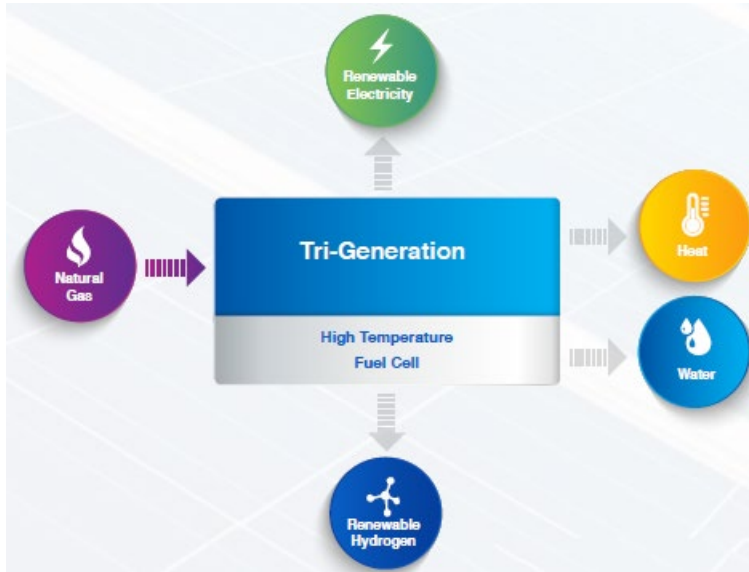 Renewable
Electricity
Natural
Gas
Tri-Generation
High Temperature
Fuel Cell
Heat
Water
Renewable
Hydrogen